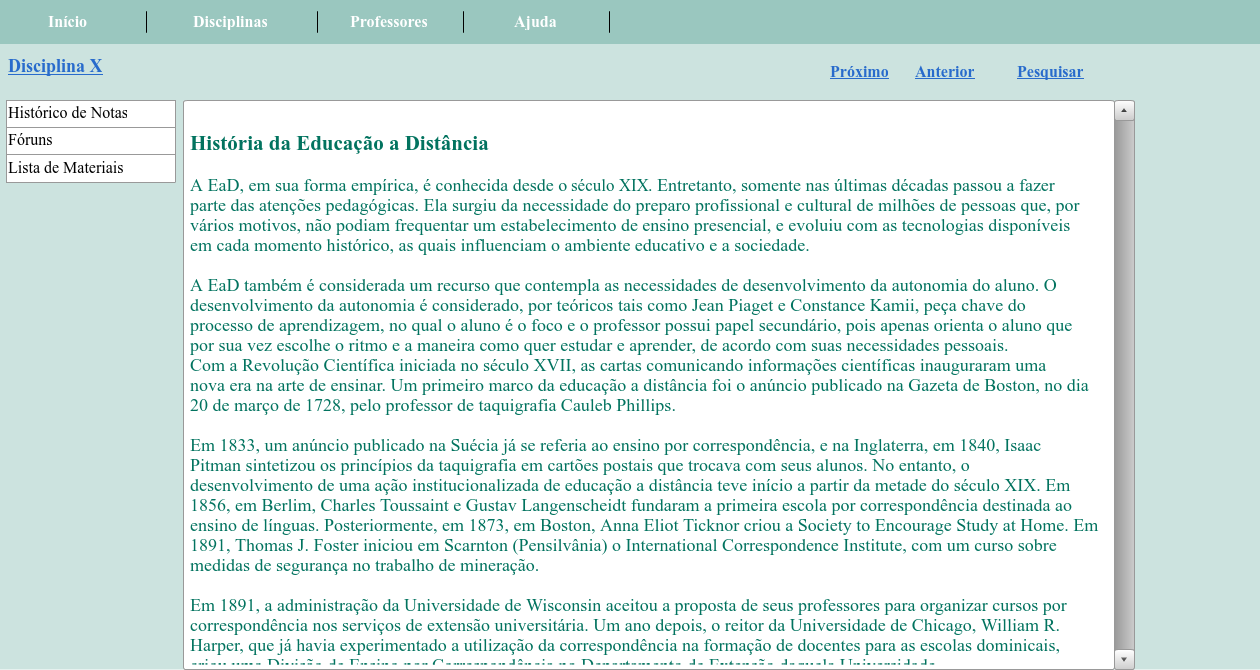 Início
Disciplinas
Professores
Ajuda
Disciplina X
Próximo
Anterior
Pesquisar
Histórico de Notas
Fóruns
Lista de Materiais
História da Educação a Distância
A EaD, em sua forma empírica, é conhecida desde o século XIX. Entretanto, somente nas últimas décadas passou a fazer
parte das atenções pedagógicas. Ela surgiu da necessidade do preparo profissional e cultural de milhões de pessoas que, por
vários motivos, não podiam frequentar um estabelecimento de ensino presencial, e evoluiu com as tecnologias disponíveis
em cada momento histórico, as quais influenciam o ambiente educativo e a sociedade.
A EaD também é considerada um recurso que contempla as necessidades de desenvolvimento da autonomia do aluno. O
desenvolvimento da autonomia é considerado, por teóricos tais como Jean Piaget e Constance Kamii, peça chave do
processo de aprendizagem, no qual o aluno é o foco e o professor possui papel secundário, pois apenas orienta o aluno que
por sua vez escolhe o ritmo e a maneira como quer estudar e aprender, de acordo com suas necessidades pessoais.
Com a Revolução Científica iniciada no século XVII, as cartas comunicando informações científicas inauguraram uma
nova era na arte de ensinar. Um primeiro marco da educação a distância foi o anúncio publicado na Gazeta de Boston, no dia
20 de março de 1728, pelo professor de taquigrafia Cauleb Phillips.
Em 1833, um anúncio publicado na Suécia já se referia ao ensino por correspondência, e na Inglaterra, em 1840, Isaac
Pitman sintetizou os princípios da taquigrafia em cartões postais que trocava com seus alunos. No entanto, o
desenvolvimento de uma ação institucionalizada de educação a distância teve início a partir da metade do século XIX. Em
1856, em Berlim, Charles Toussaint e Gustav Langenscheidt fundaram a primeira escola por correspondência destinada ao
ensino de línguas. Posteriormente, em 1873, em Boston, Anna Eliot Ticknor criou a Society to Encourage Study at Home. Em
1891, Thomas J. Foster iniciou em Scarnton (Pensilvânia) o International Correspondence Institute, com um curso sobre
medidas de segurança no trabalho de mineração.
Em 1891, a administração da Universidade de Wisconsin aceitou a proposta de seus professores para organizar cursos por
correspondência nos serviços de extensão universitária. Um ano depois, o reitor da Universidade de Chicago, William R.
Harper, que já havia experimentado a utilização da correspondência na formação de docentes para as escolas dominicais,
criou uma Divisão de Ensino por Correspondência no Departamento de Extensão daquela Universidade.